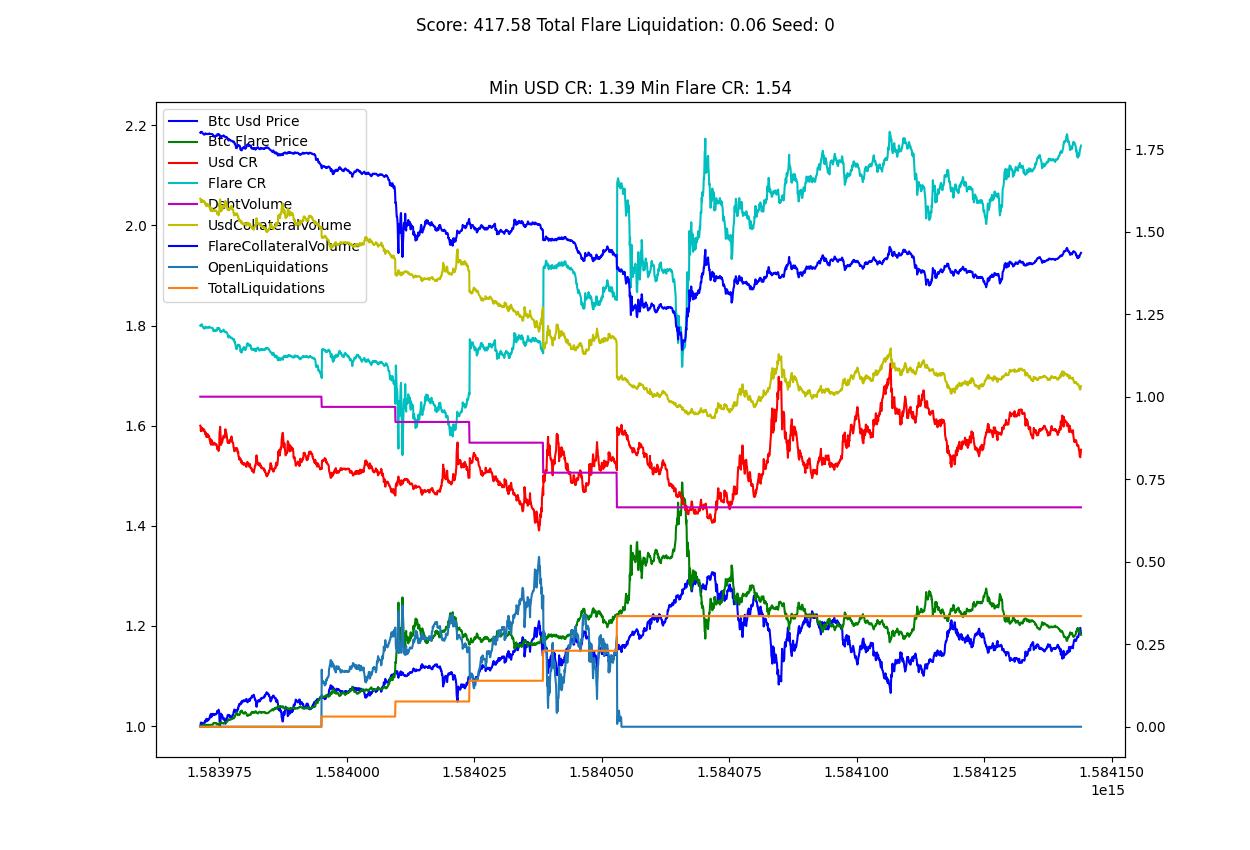 Score: 417.58 Total Flare Liquidation: 0.06 Seed: 0
Min USD CR: 1.39 Min Flare CR: 1.54
Btc Usd Price
Btc Flare Price
Usd CR
Flare CR
DebtVolume
UsdCollateralVolume
FlareCollateralVolume
OpenLiquidations
TotalLiquidations
2.2
2.0
1.8
1.6
1.4
1.2
1.0
1.75
1.50
1.25
1.00
0.75
0.50
0.25
0.00
1.583975 1.584000 1.584025 1.584050 1.584075 1.584100 1.584125 1.584150
1e15